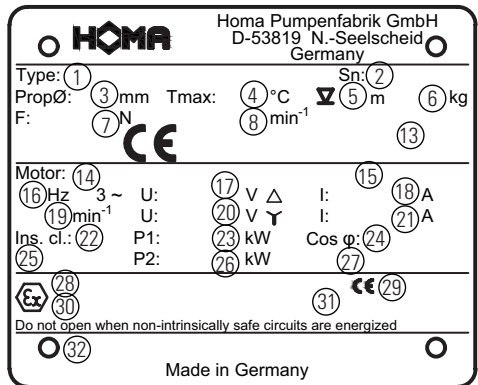 HOMA Homa Pumpenfabrik GmbH
D-53819 N.-Seelscheid
Germany
Type: 1 Sn: 2
PropØ: 3 mm Tmax: 4 °C 5 m 6 kg
F: 7 N 8 min-1
CE 13
Motor: 14 15
16 Hz 3 ~ U: 17 V △ I: 18 A
19 min-1 U: 20 V I: 21 A
Ins. cl.: 22 P1: 23 kW Cos φ: 24
25 P2: 26 kW 27
Ex 28 CE 29
30 31
Do not open when non-intrinsically safe circuits are energized
32
Made in Germany